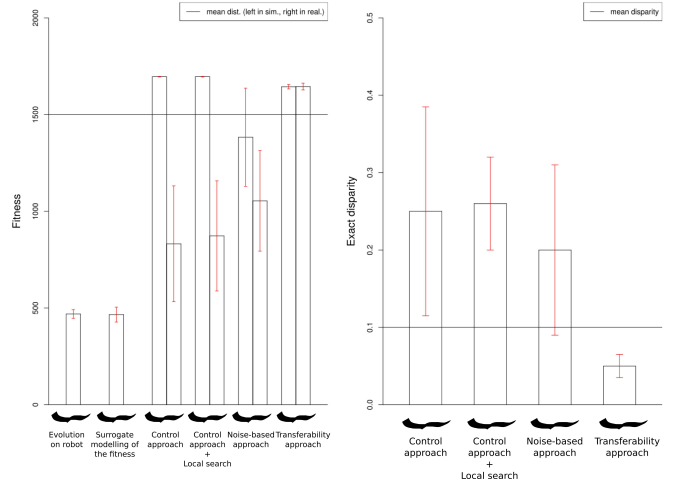 mean dist. (left in sim., right in real.)
Fitness
2000
1500
1000
500
0
Evolution
on robot
Surrogate
modelling of
the fitness
Control
approach
Control
approach
+
Local search
Noise-based
approach
Transferability
approach
mean disparity
Exact disparity
0.5
0.4
0.3
0.2
0.1
0.0
Control
approach
Control
approach
+
Local search
Noise-based
approach
Transferability
approach